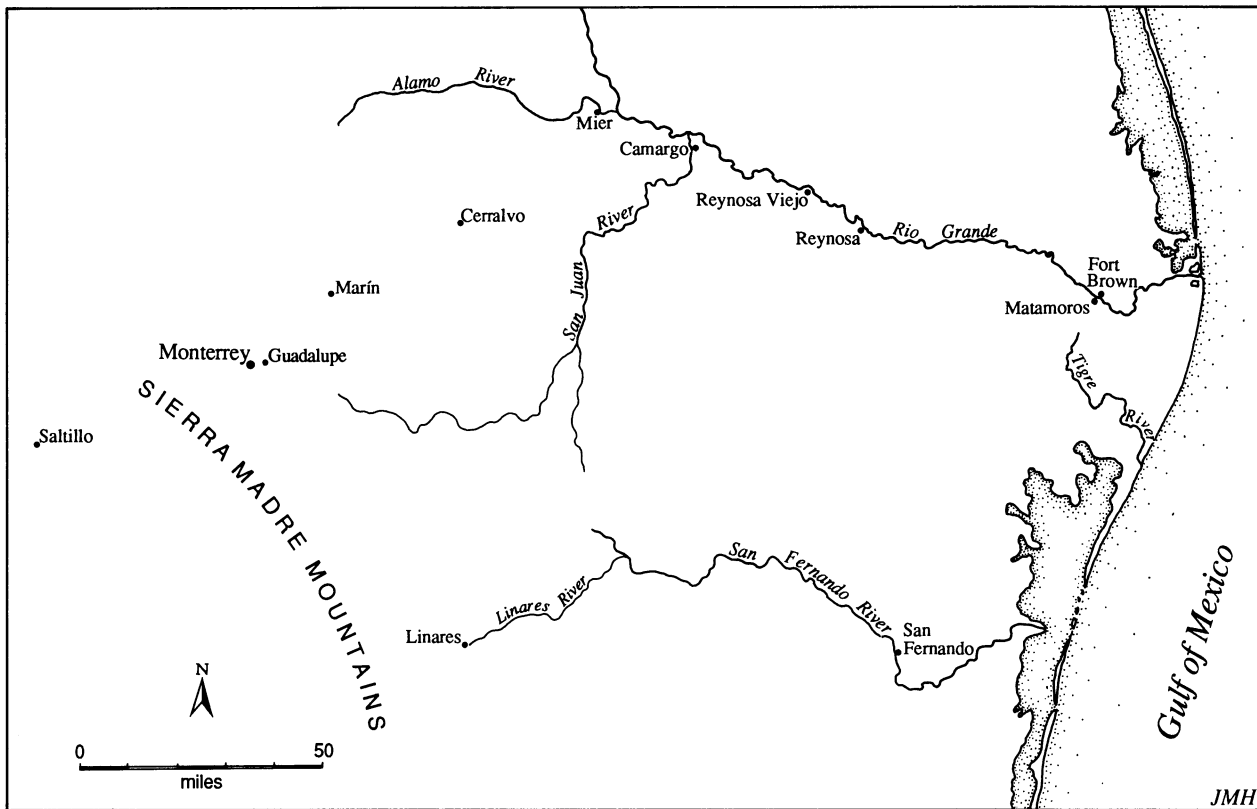 Alamo River
Mier
Camargo
Reynosa Viejo
Cerralvo
San Juan River
Reynosa
Rio Grande
Fort
Brown
Matamoros
Marín
Monterrey
Guadalupe
Tigre River
SIERRA MADRE MOUNTAINS
Saltillo
San Fernando River
Linares River
Linares
San
Fernando
Gulf of Mexico
N
0 50
miles
JMH